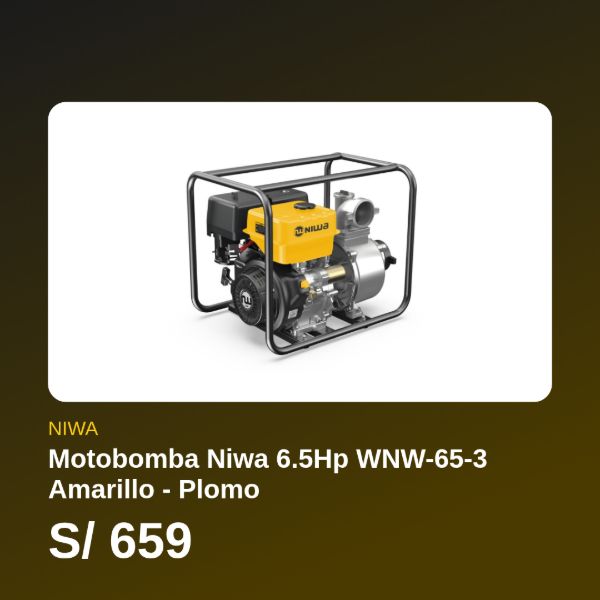 NIWA
NIWA
Motobomba Niwa 6.5Hp WNW-65-3
Amarillo - Plomo
S/ 659